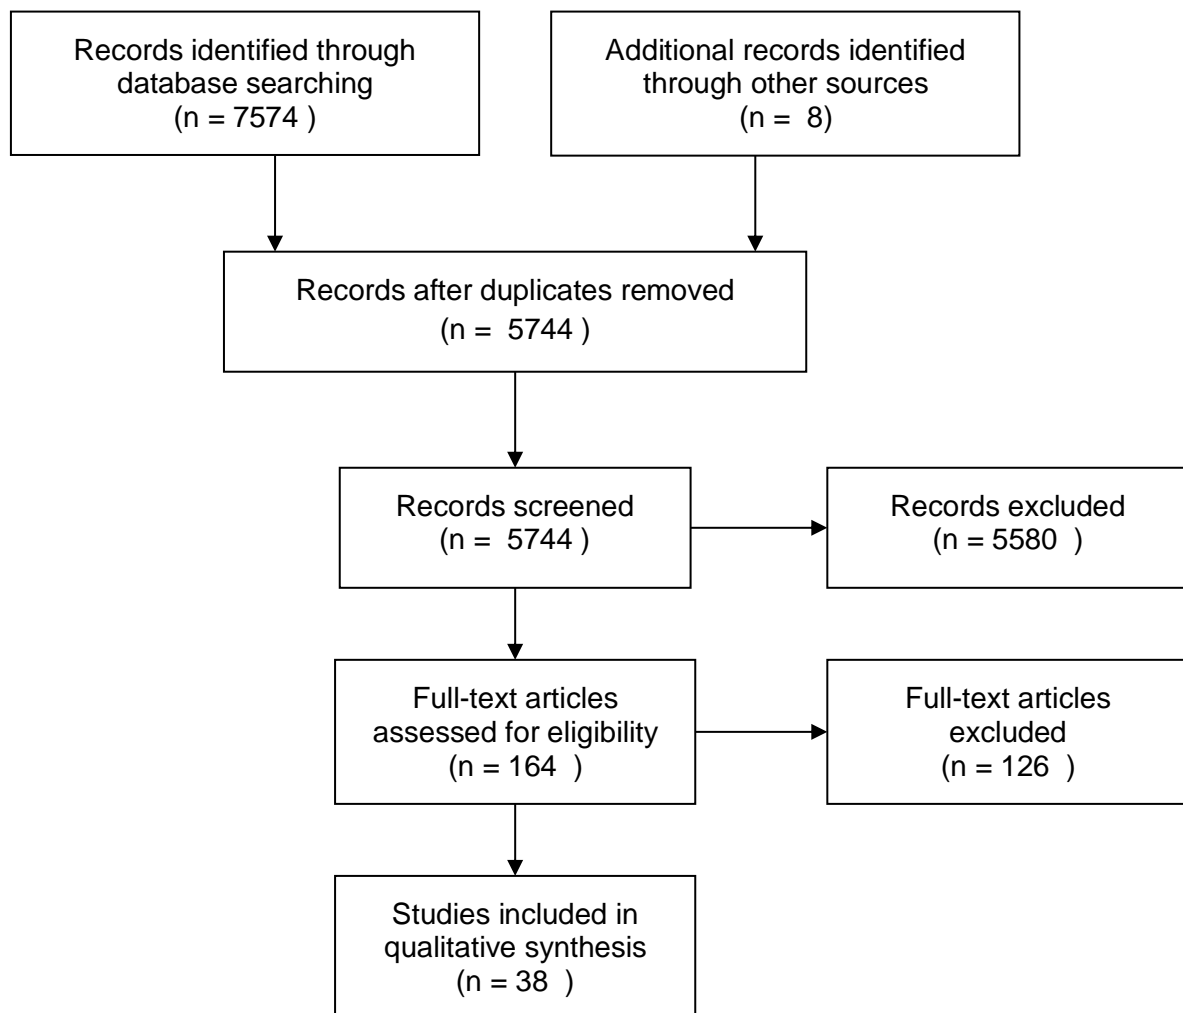 Records identified through
database searching
(n = 7574 )
Additional records identified
through other sources
(n =  8)
Records after duplicates removed
(n =  5744 )
Records screened
(n =  5744 )
Records excluded
(n = 5580  )
Full-text articles
assessed for eligibility
(n = 164  )
Full-text articles
excluded
(n = 126  )
Studies included in
qualitative synthesis
(n = 38  )